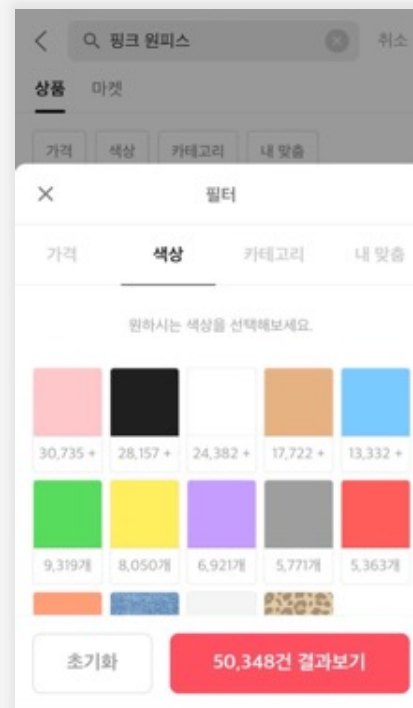 핑크 원피스 취소
상품 마켓
가격 색상 카테고리 내 맞춤
필터
가격 색상 카테고리 내 맞춤
원하시는 색상을 선택해보세요.
30,735 + 28,157 + 24,382 + 17,722 + 13,332 +
9,319개 8,050개 6,921개 5,771개 5,363개
초기화 50,348건 결과보기